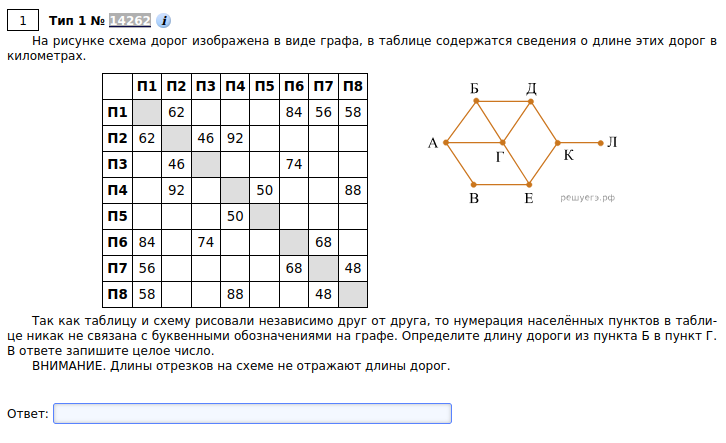 1 Тип 1 № 14262 i
На рисунке схема дорог изображена в виде графа, в таблице содержатся сведения о длине этих дорог в
километрах.
П1 П2 П3 П4 П5 П6 П7 П8
П1 62 84 56 58
П2 62 46 92
П3 46 74
П4 92 50 88
П5 50
П6 84 74 68
П7 56 68 48
П8 58 88 48
Б Д
А Г К Л
В Е
решуегэ.рф
Так как таблицу и схему рисовали независимо друг от друга, то нумерация населённых пунктов в табли-
це никак не связана с буквенными обозначениями на графе. Определите длину дороги из пункта Б в пункт Г.
В ответе запишите целое число.
ВНИМАНИЕ. Длины отрезков на схеме не отражают длины дорог.
Ответ: